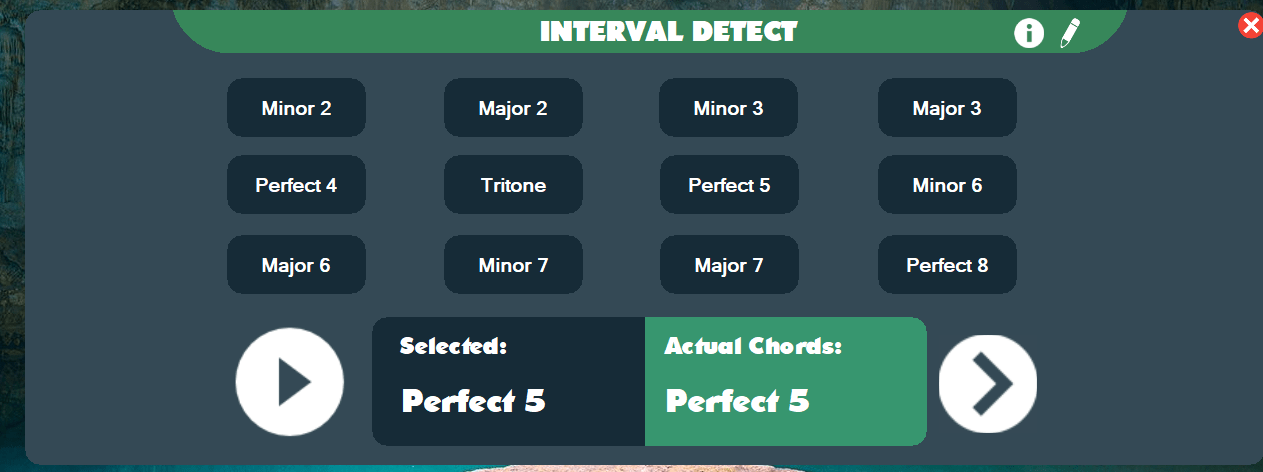 INTERVAL DETECT
Minor 2
Major 2
Minor 3
Major 3
Perfect 4
Tritone
Perfect 5
Minor 6
Major 6
Minor 7
Major 7
Perfect 8
Selected:
Actual Chords:
Perfect 5
Perfect 5